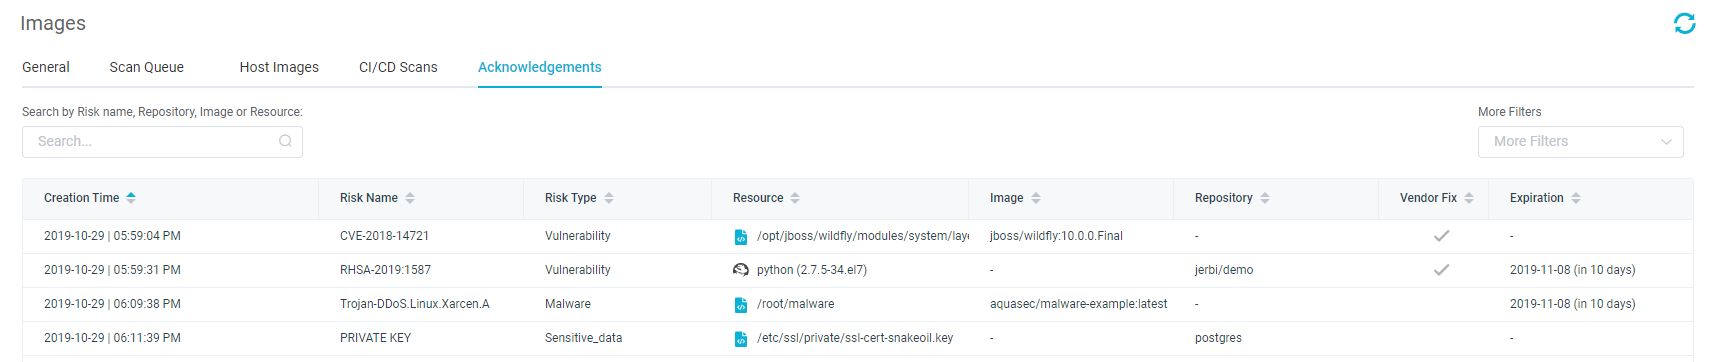 Images
General Scan Queue Host Images CI/CD Scans Acknowledgements
Search by Risk name, Repository, Image or Resource: More Filters
Search... More Filters
Creation Time Risk Name Risk Type Resource Image Repository Vendor Fix Expiration
2019-10-29 | 05:59:04 PM CVE-2018-14721 Vulnerability /opt/jboss/wildfly/modules/system/laye jboss/wildfly:10.0.0.Final - -
2019-10-29 | 05:59:31 PM RHSA-2019:1587 Vulnerability python (2.7.5-34.el7) - jerbi/demo 2019-11-08 (in 10 days)
2019-10-29 | 06:09:38 PM Trojan-DDoS.Linux.Xarcen.A Malware /root/malware aquasec/malware-example:latest - 2019-11-08 (in 10 days)
2019-10-29 | 06:11:39 PM PRIVATE KEY Sensitive_data /etc/ssl/private/ssl-cert-snakeoil.key - postgres -